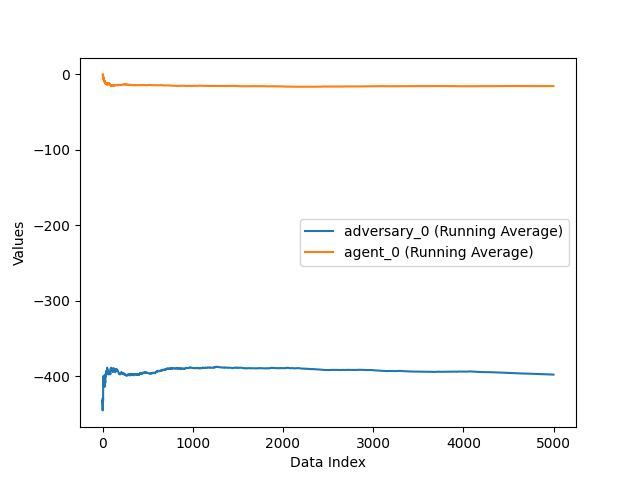 0
−100
−200
−300
−400
Values
adversary_0 (Running Average)
agent_0 (Running Average)
0 1000 2000 3000 4000 5000
Data Index